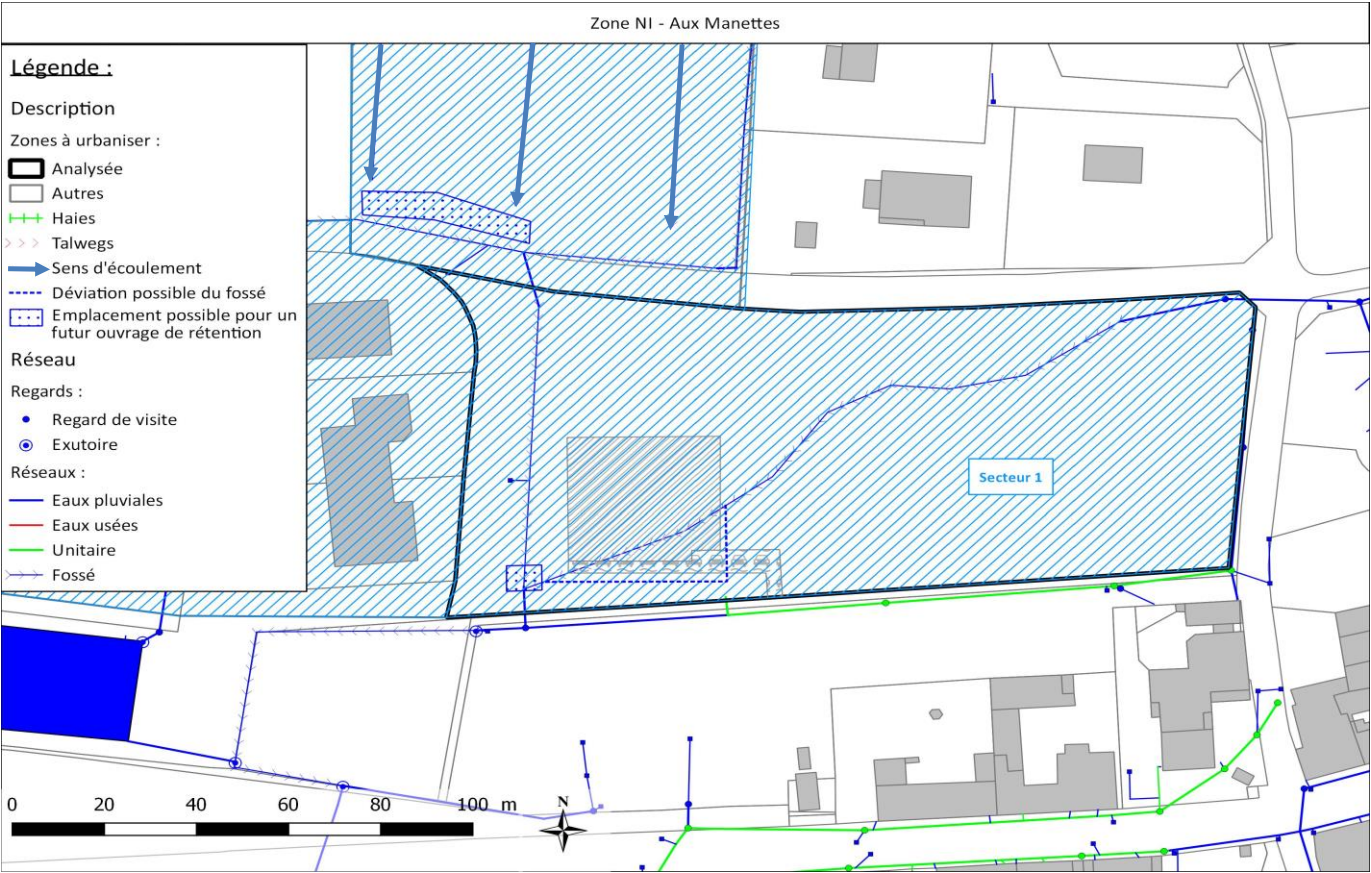 Zone NI - Aux Manettes
Légende :
Description
Zones à urbaniser :
Analysée
Autres
Haies
Talwegs
Sens d'écoulement
Déviation possible du fossé
Emplacement possible pour un
futur ouvrage de rétention
Réseau
Regards :
Regard de visite
Exutoire
Réseaux :
Eaux pluviales
Eaux usées
Unitaire
Fossé
Secteur 1
0 20 40 60 80 100 m
N